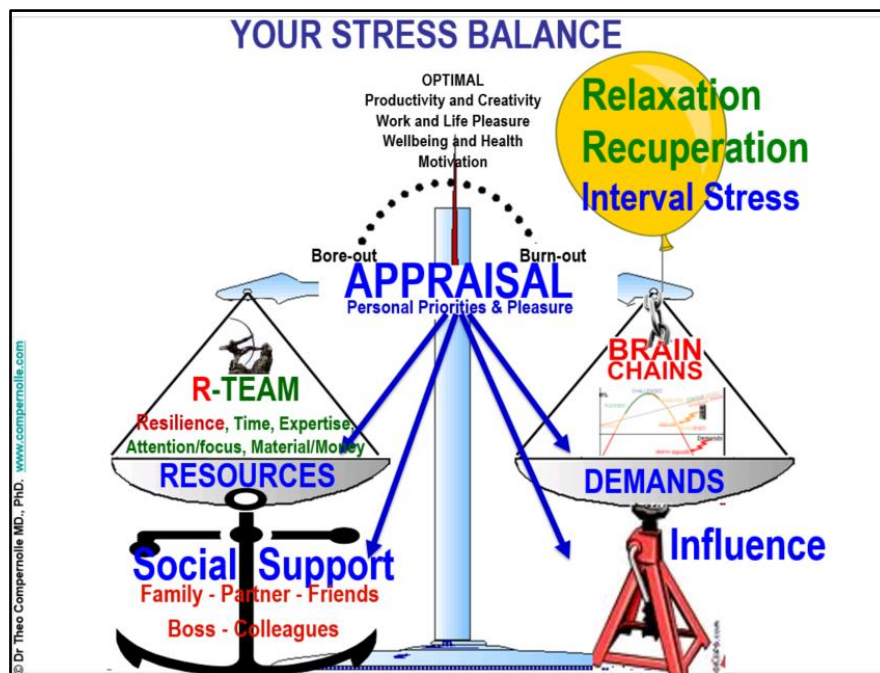 YOUR STRESS BALANCE
OPTIMAL
Productivity and Creativity
Work and Life Pleasure
Wellbeing and Health
Motivation
Relaxation
Recuperation
Interval Stress
Bore-out
Burn-out
APPRAISAL
Personal Priorities & Pleasure
R-TEAM
Resilience, Time, Expertise,
Attention/focus, Material/Money
RESOURCES
BRAIN
CHAINS
Demands
DEMANDS
Social Support
Family - Partner - Friends
Boss - Colleagues
Influence
© Dr Theo Compernolle MD., PhD. www.compernolle.com